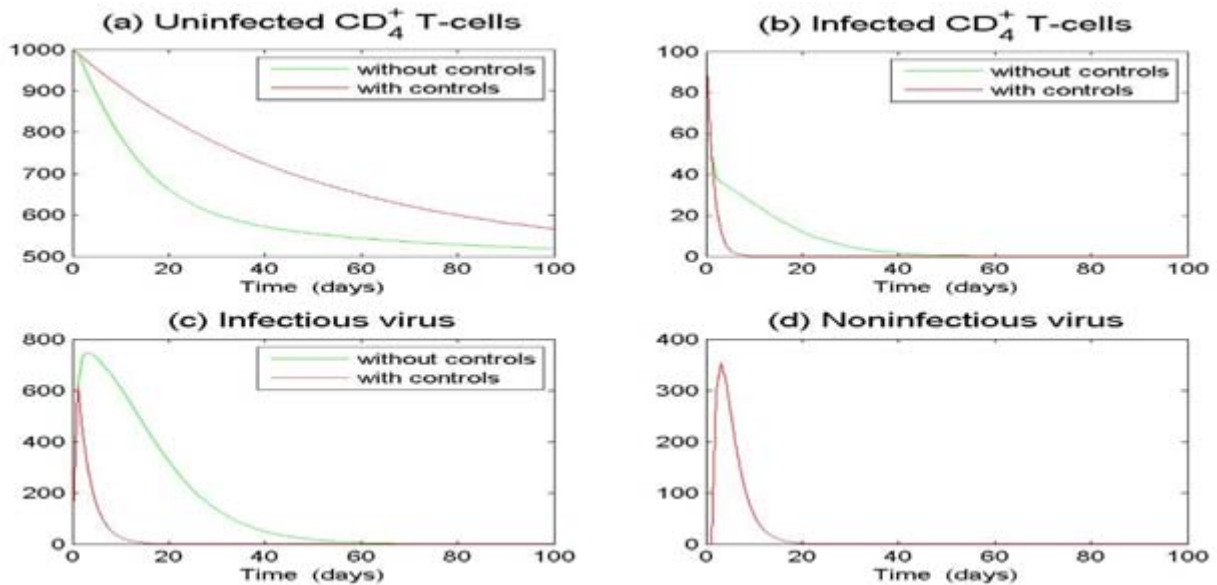 (a) Uninfected CD4+ T-cells
1000
900
800
700
600
500
without controls
with controls
0 20 40 60 80 100
Time (days)
(b) Infected CD4+ T-cells
100
80
60
40
20
0
without controls
with controls
0 20 40 60 80 100
Time (days)
(c) Infectious virus
800
600
400
200
0
without controls
with controls
0 20 40 60 80 100
Time (days)
(d) Noninfectious virus
400
300
200
100
0
0 20 40 60 80 100
Time (days)